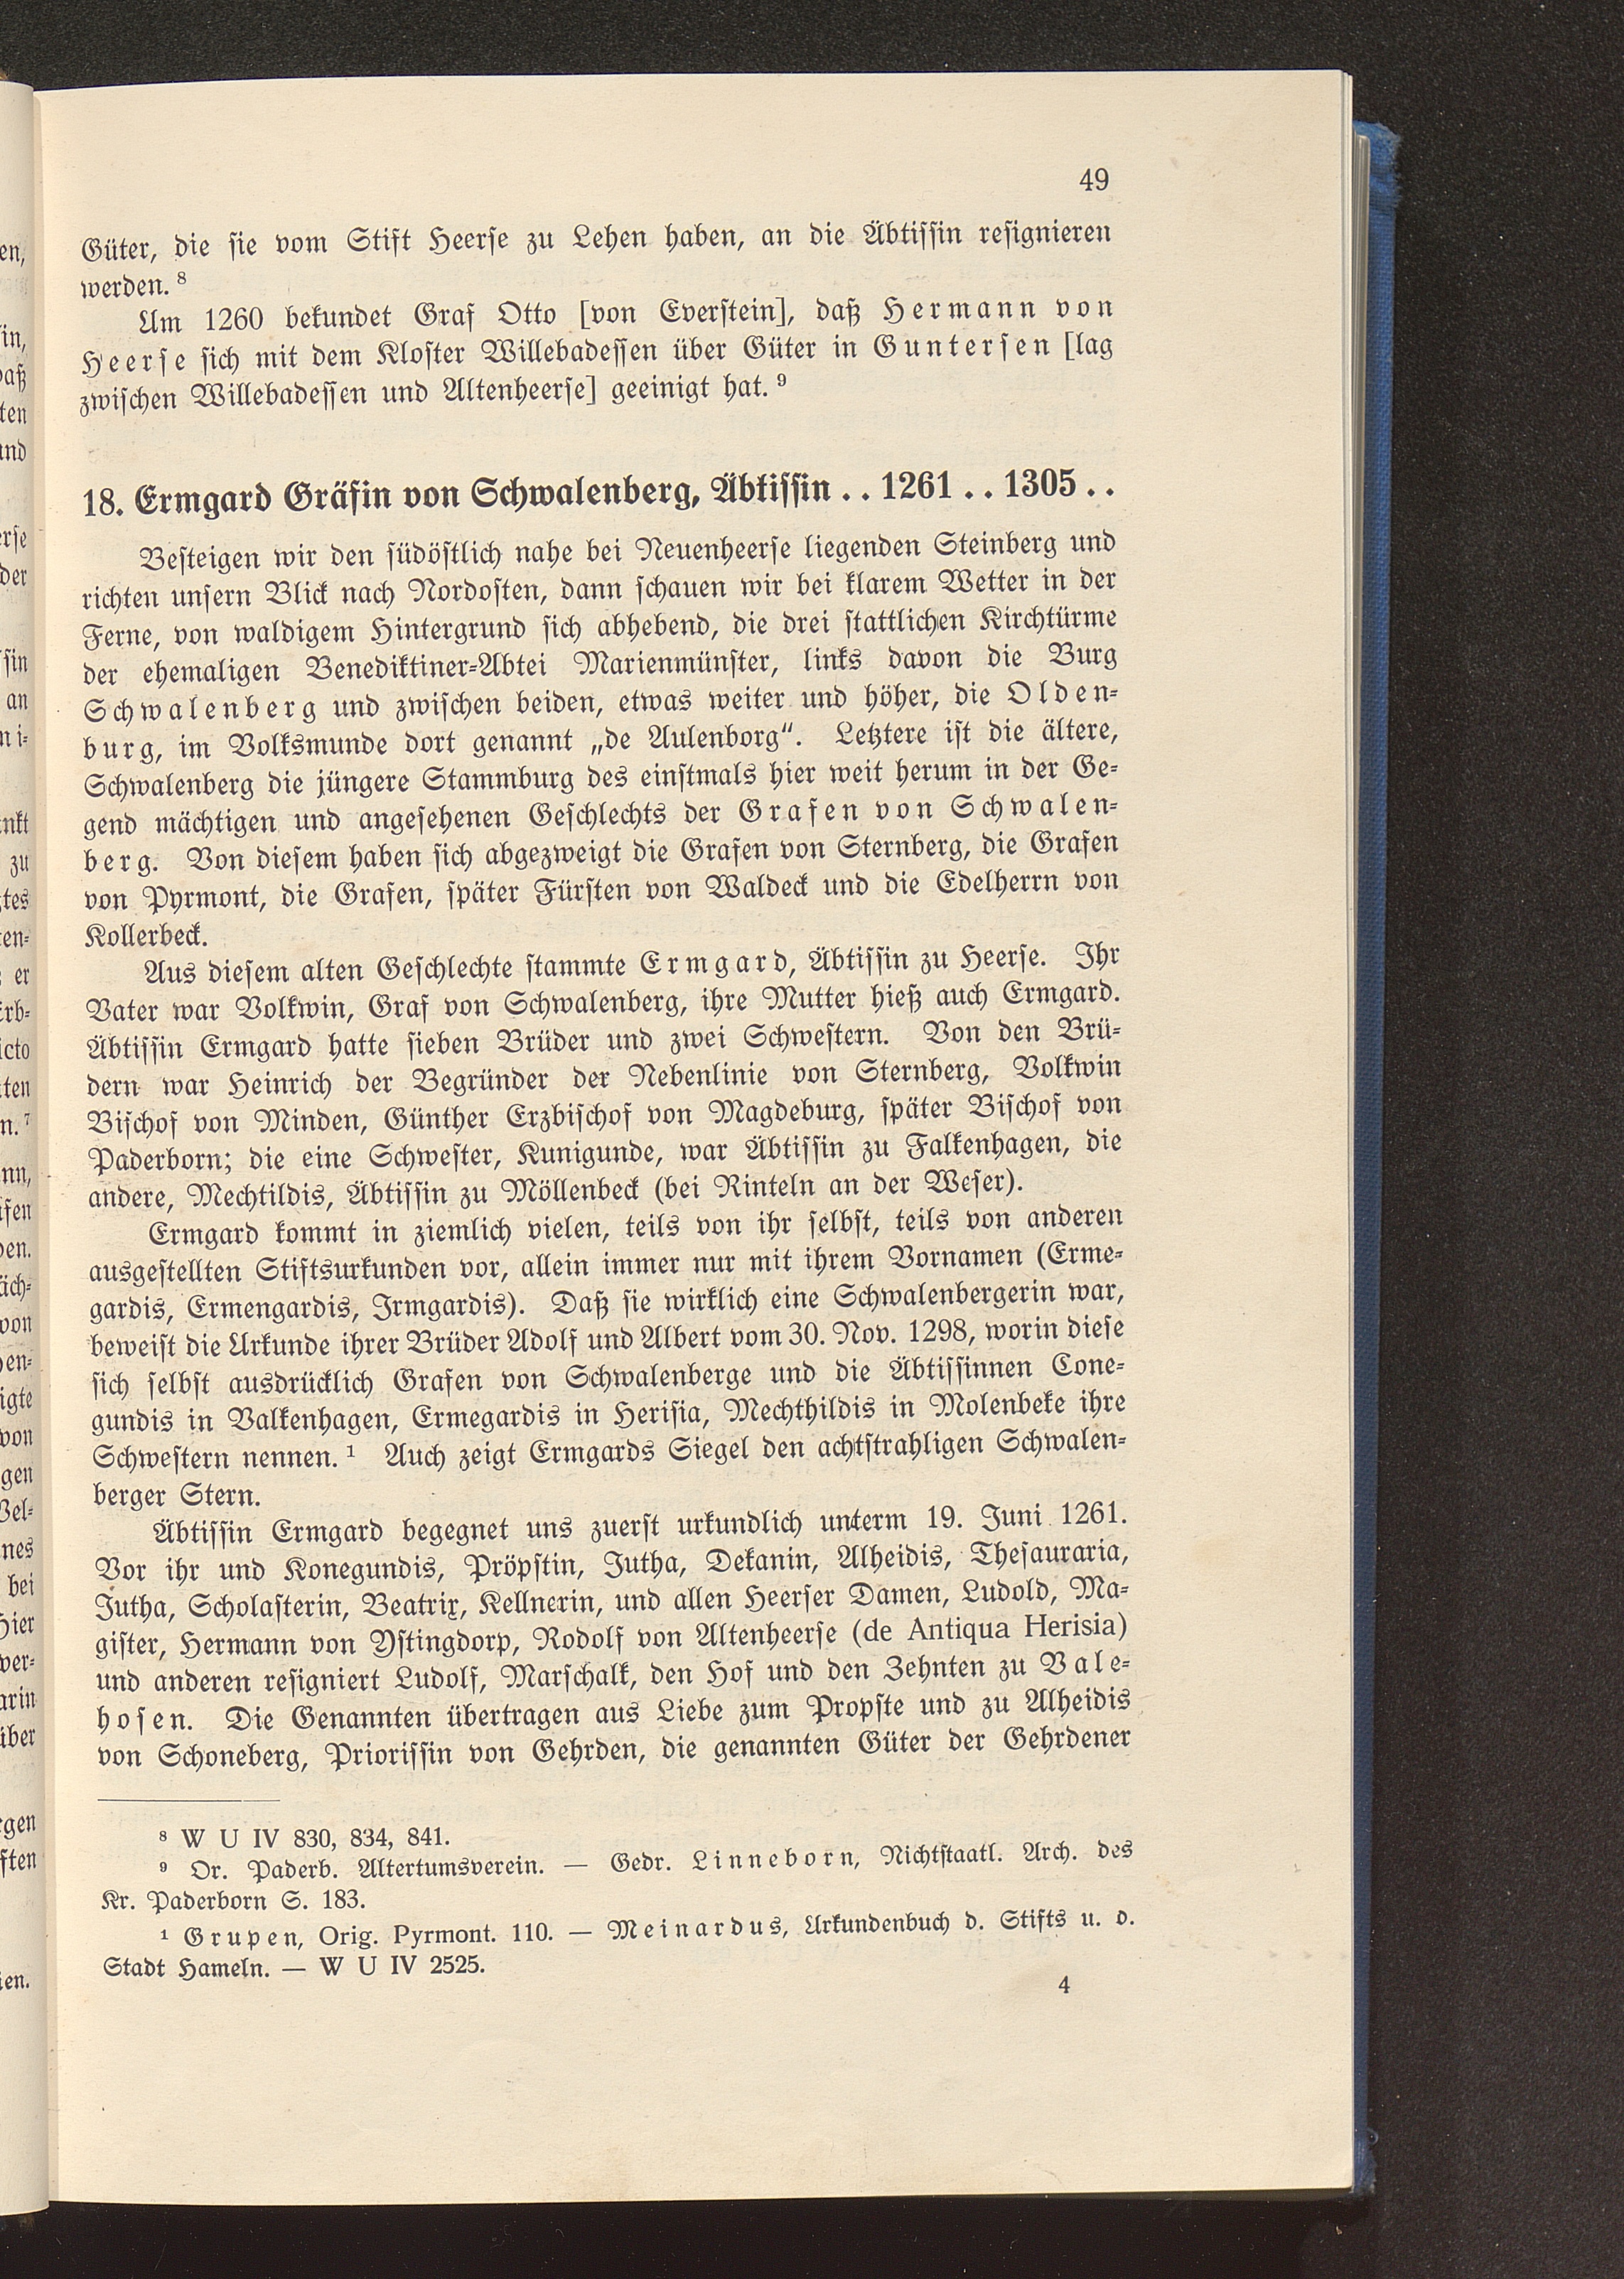 49
Güter, die sie vom Stift Heerse zu Lehen haben, an die Äbtissin resignieren
werden. ⁸
Um 1260 bekundet Graf Otto [von Everstein], daß Hermann von
Heerse sich mit dem Kloster Willebadessen über Güter in Guntersen [lag
zwischen Willebadessen und Altenheerse] geeinigt hat. ⁹
18. Ermgard Gräfin von Schwalenberg, Äbtissin . . 1261 . . 1305 . .
Besteigen wir den südöstlich nahe bei Neuenheerse liegenden Steinberg und
richten unsern Blick nach Nordosten, dann schauen wir bei klarem Wetter in der
Ferne, von waldigem Hintergrund sich abhebend, die drei stattlichen Kirchtürme
der ehemaligen Benediktiner-Abtei Marienmünster, links davon die Burg
Schwalenberg und zwischen beiden, etwas weiter und höher, die Olden-
burg, im Volksmunde dort genannt „de Aulenborg“. Letztere ist die ältere,
Schwalenberg die jüngere Stammburg des einstmals hier weit herum in der Ge-
gend mächtigen und angesehenen Geschlechts der Grafen von Schwalen-
berg. Von diesem haben sich abgezweigt die Grafen von Sternberg, die Grafen
von Pyrmont, die Grafen, später Fürsten von Waldeck und die Edelherrn von
Kollerbeck.
Aus diesem alten Geschlechte stammte Ermgard, Äbtissin zu Heerse. Ihr
Vater war Volkwin, Graf von Schwalenberg, ihre Mutter hieß auch Ermgard.
Äbtissin Ermgard hatte sieben Brüder und zwei Schwestern. Von den Brü-
dern war Heinrich der Begründer der Nebenlinie von Sternberg, Volkwin
Bischof von Minden, Günther Erzbischof von Magdeburg, später Bischof von
Paderborn; die eine Schwester, Kunigunde, war Äbtissin zu Falkenhagen, die
andere, Mechtildis, Äbtissin zu Möllenbeck (bei Rinteln an der Weser).
Ermgard kommt in ziemlich vielen, teils von ihr selbst, teils von anderen
ausgestellten Stiftsurkunden vor, allein immer nur mit ihrem Vornamen (Erme-
gardis, Ermengardis, Irmgardis). Daß sie wirklich eine Schwalenbergerin war,
beweist die Urkunde ihrer Brüder Adolf und Albert vom 30. Nov. 1298, worin diese
sich selbst ausdrücklich Grafen von Schwalenberge und die Äbtissinnen Cone-
gundis in Valkenhagen, Ermegardis in Herisia, Mechthildis in Molenbeke ihre
Schwestern nennen. ¹ Auch zeigt Ermgards Siegel den achtstrahligen Schwalen-
berger Stern.
Äbtissin Ermgard begegnet uns zuerst urkundlich unterm 19. Juni 1261.
Vor ihr und Konegundis, Pröpstin, Jutha, Dekanin, Alheidis, Thesauraria,
Jutha, Scholasterin, Beatrix, Kellnerin, und allen Heerser Damen, Ludold, Ma-
gister, Hermann von Ystingdorp, Rodolf von Altenheerse (de Antiqua Herisia)
und anderen resigniert Ludolf, Marschalk, den Hof und den Zehnten zu Vale-
hosen. Die Genannten übertragen aus Liebe zum Propste und zu Alheidis
von Schoneberg, Priorissin von Gehrden, die genannten Güter der Gehrdener
⁸ W U IV 830, 834, 841.
⁹ Or. Paderb. Altertumsverein. — Gedr. Linneborn, Nichtstaatl. Arch. des
Kr. Paderborn S. 183.
¹ Grupen, Orig. Pyrmont. 110. — Meinardus, Urkundenbuch d. Stifts u. d.
Stadt Hameln. — W U IV 2525.
4